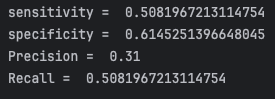 sensitivity =  0.5081967213114754
specificity =  0.6145251396648045
Precision =  0.31
Recall =  0.5081967213114754